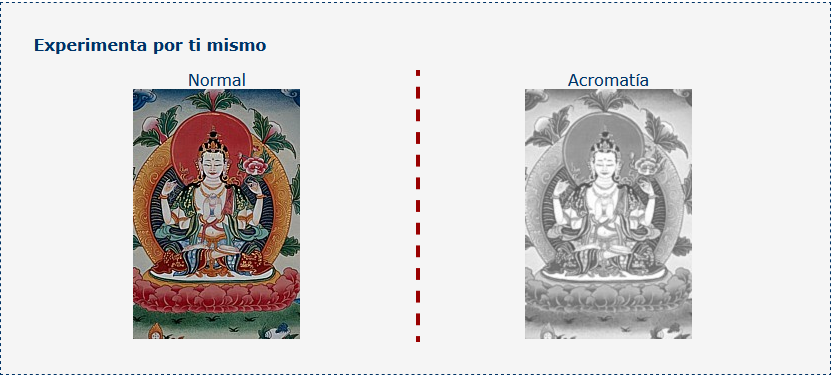 Experimenta por ti mismo
Normal
Acromatía